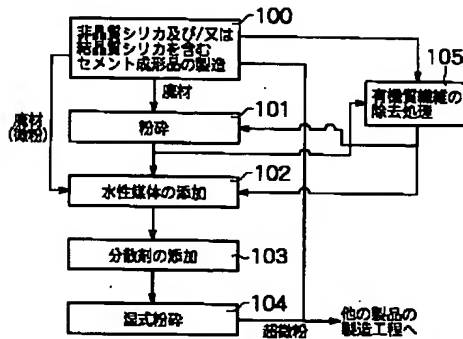 100
非晶質シリカ及び/又は
結晶質シリカを含む
セメント成形品の製造
105
有機質繊維の
除去処理
廃材
廃材
(微粉)
101
粉砕
102
水性媒体の添加
103
分散剤の添加
104
湿式粉砕
超微粉
他の製品の
製造工程へ